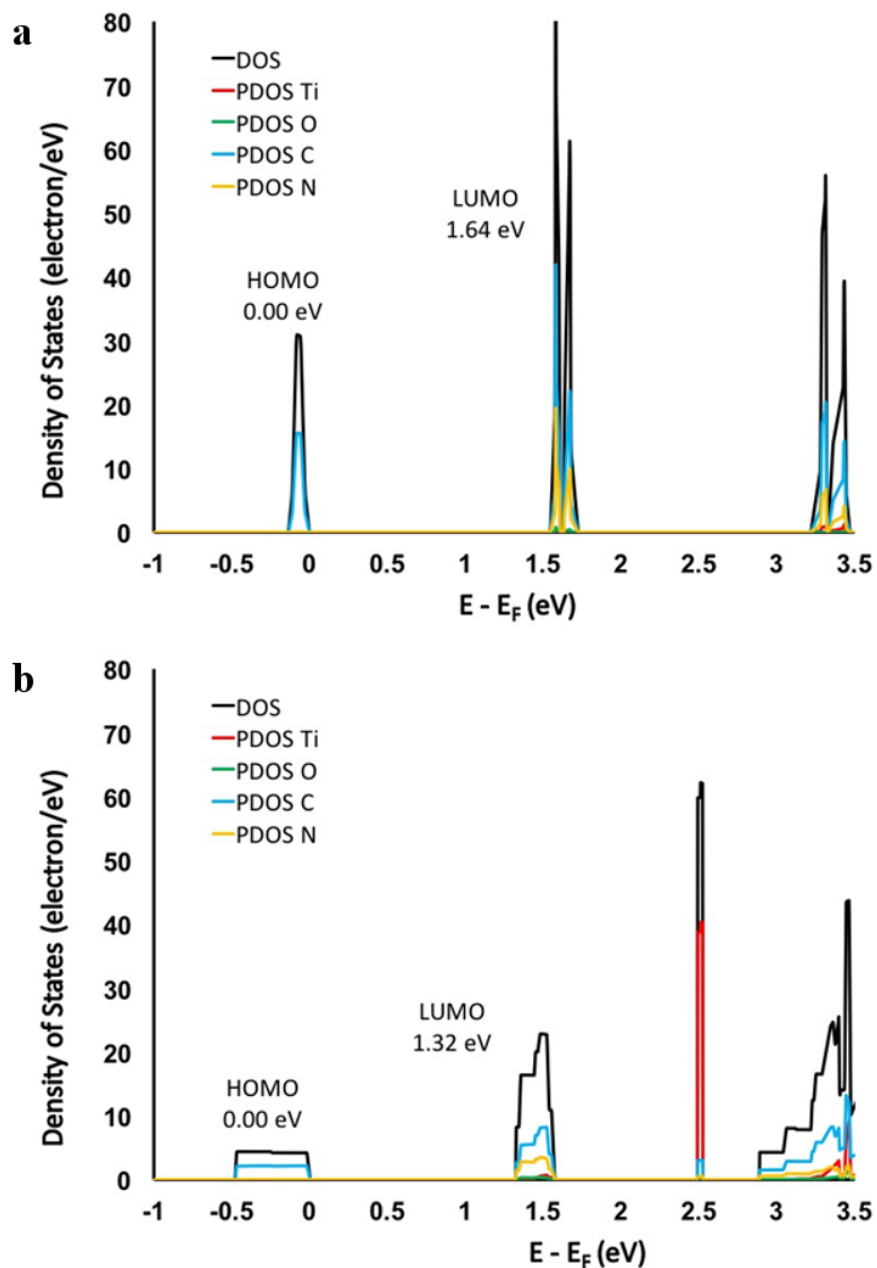 a
80
70
60
50
40
30
20
10
0
Density of States (electron/eV)
DOS
PDOS Ti
PDOS O
PDOS C
PDOS N
HOMO
0.00 eV
LUMO
1.64 eV
-1 -0.5 0 0.5 1 1.5 2 2.5 3 3.5
E - E_F (eV)
b
80
70
60
50
40
30
20
10
0
Density of States (electron/eV)
DOS
PDOS Ti
PDOS O
PDOS C
PDOS N
HOMO
0.00 eV
LUMO
1.32 eV
-1 -0.5 0 0.5 1 1.5 2 2.5 3 3.5
E - E_F (eV)